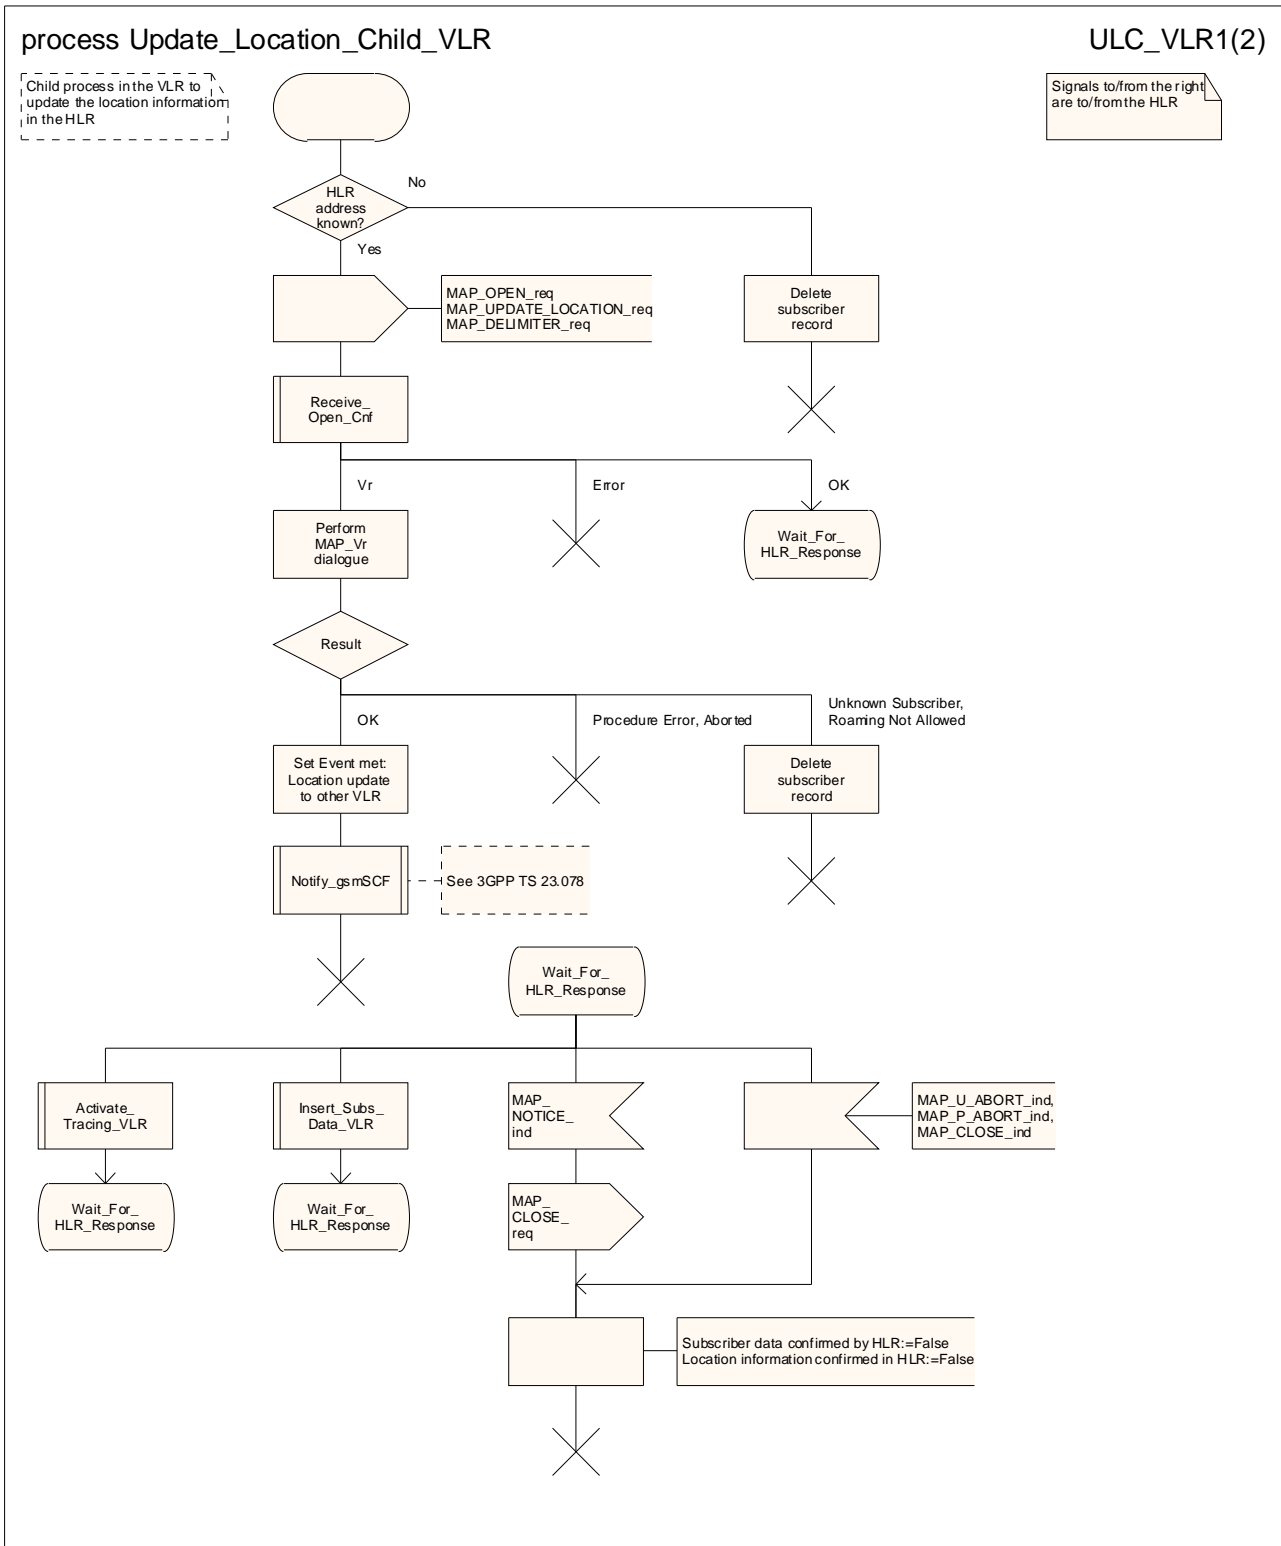 process Update_Location_Child_VLR
ULC_VLR1(2)
Child process in the VLR to
update the location information
in the HLR
Signals to/from the right
are to/from the HLR
HLR
address
known?
No
Yes
MAP_OPEN_req
MAP_UPDATE_LOCATION_req
MAP_DELIMITER_req
Delete
subscriber
record
Receive_
Open_Cnf
Vr
Error
OK
Perform
MAP_Vr
dialogue
Wait_For_
HLR_Response
Result
OK
Procedure Error, Aborted
Unknown Subscriber,
Roaming Not Allowed
Set Event met:
Location update
to other VLR
Delete
subscriber
record
Notify_gsmSCF
See 3GPP TS 23.078
Wait_For_
HLR_Response
Activate_
Tracing_VLR
Insert_Subs_
Data_VLR
MAP_
NOTICE_
ind
MAP_U_ABORT_ind,
MAP_P_ABORT_ind,
MAP_CLOSE_ind
Wait_For_
HLR_Response
Wait_For_
HLR_Response
MAP_
CLOSE_
req
Subscriber data confirmed by HLR:=False
Location information confirmed in HLR:=False